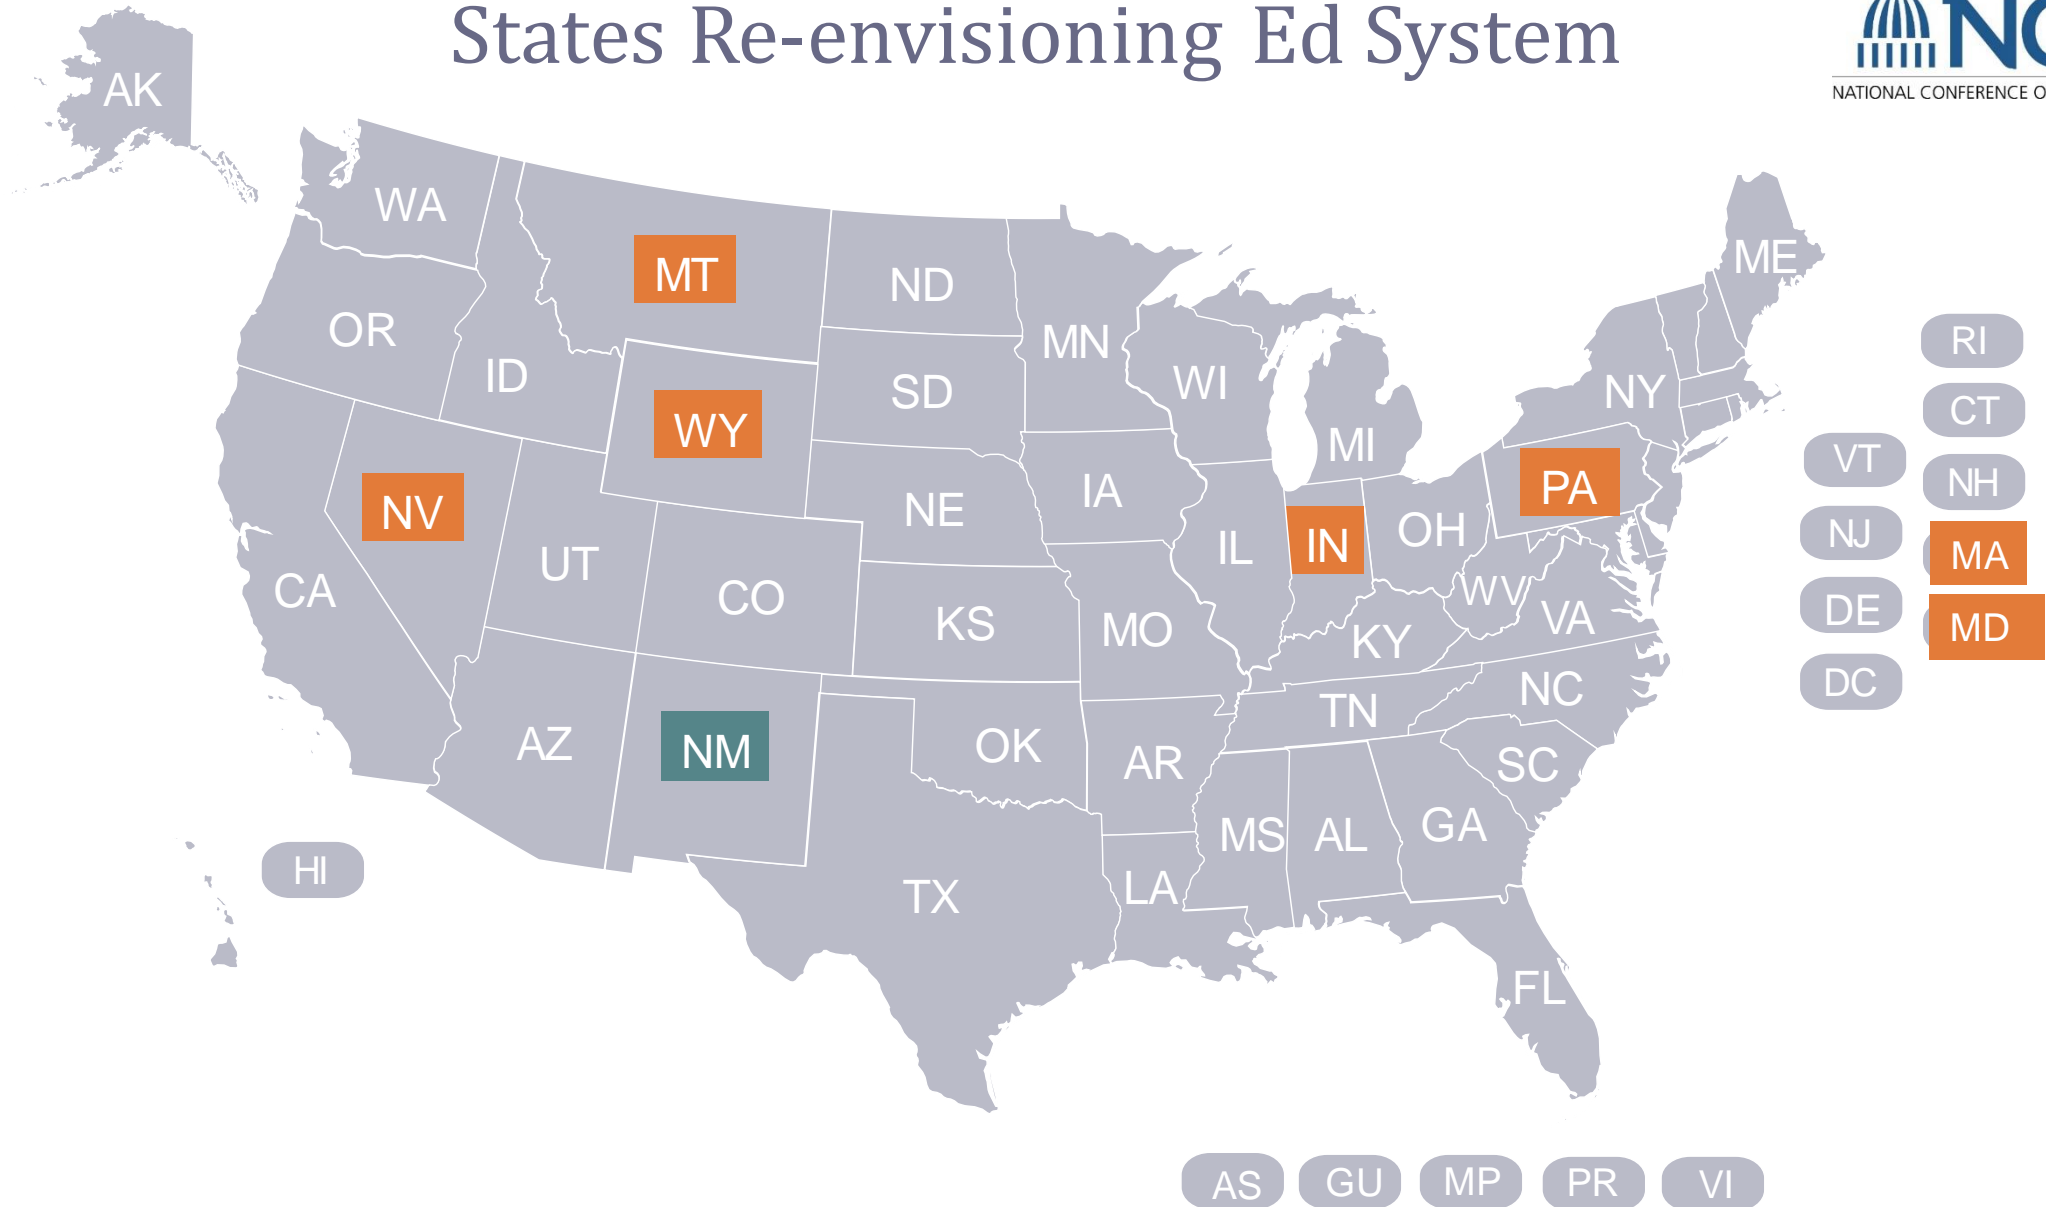 States Re-envisioning Ed System
NATIONAL CONFERENCE O
AK
WA
MT
ND
MN
ME
OR
ID
WY
SD
WI
MI
NY
RI
CT
VT
NH
NV
UT
NE
IA
IL
IN
OH
PA
NJ
MA
CA
CO
KS
MO
KY
WV
VA
DE
MD
DC
AZ
NM
OK
AR
TN
NC
SC
HI
TX
LA
MS
AL
GA
FL
AS
GU
MP
PR
VI